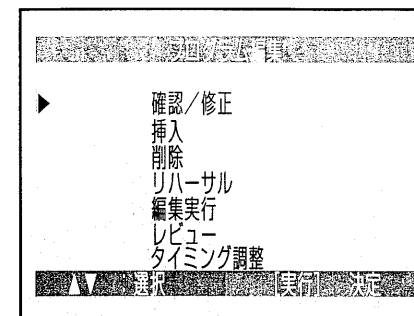 プログラム編集
▶ 確認／修正
挿入
削除
リハーサル
編集実行
レビュー
タイミング調整
▲▼ 選択 [実行] 決定